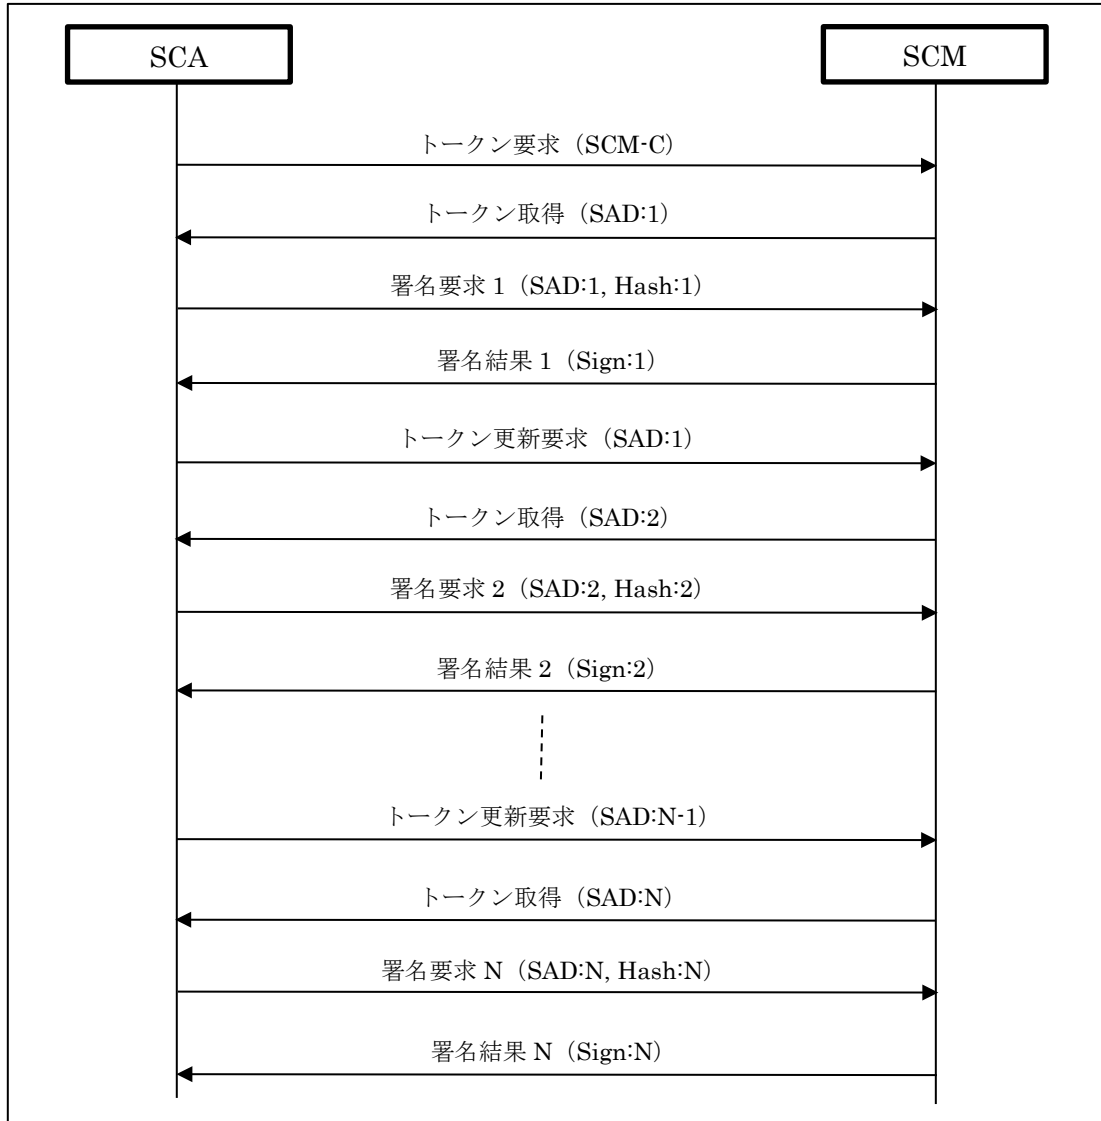 SCA
SCM
トークン要求（SCM-C）
トークン取得（SAD:1）
署名要求 1（SAD:1, Hash:1）
署名結果 1（Sign:1）
トークン更新要求（SAD:1）
トークン取得（SAD:2）
署名要求 2（SAD:2, Hash:2）
署名結果 2（Sign:2）
トークン更新要求（SAD:N-1）
トークン取得（SAD:N）
署名要求 N（SAD:N, Hash:N）
署名結果 N（Sign:N）